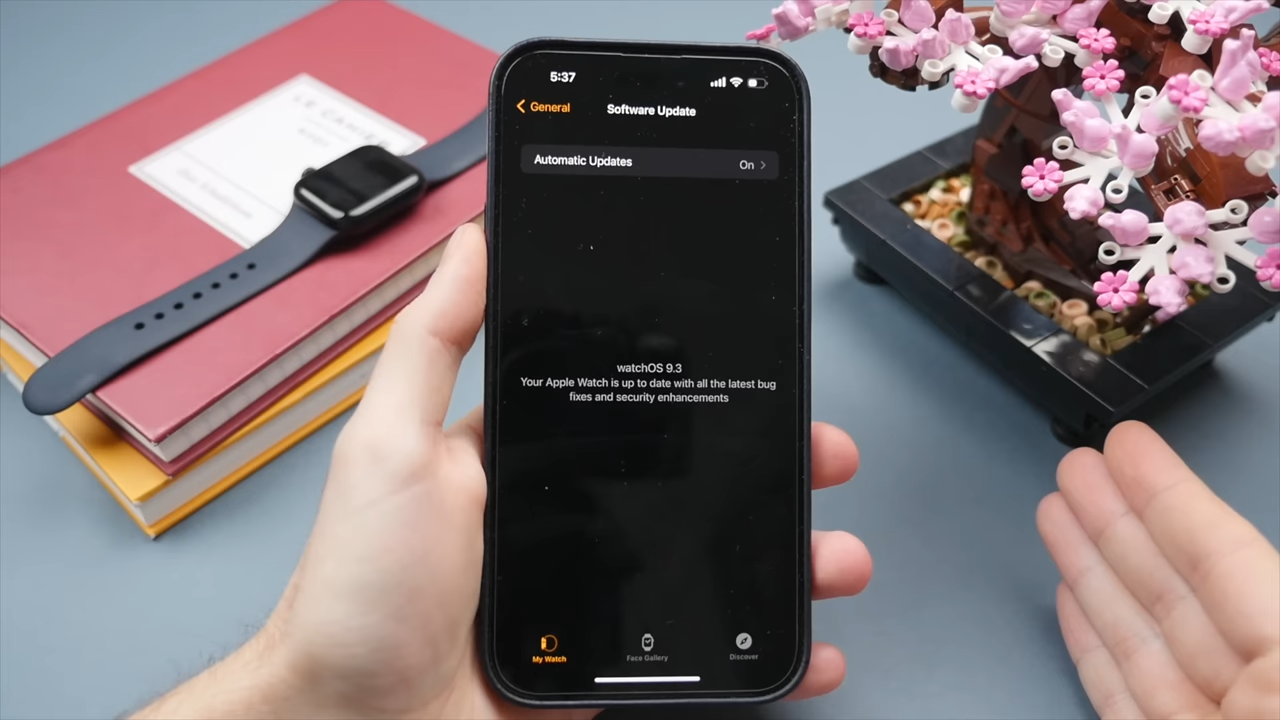 5:37
General
Software Update
Automatic Updates
On
watchOS 9.3
Your Apple Watch is up to date with all the latest bug
fixes and security enhancements
My Watch
Face Gallery
Discover